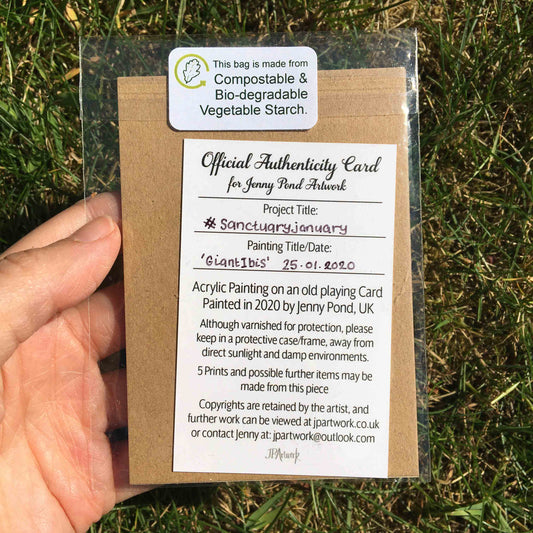 This bag is made from
Compostable &
Bio-degradable
Vegetable Starch.
Official Authenticity Card
for Jenny Pond Artwork
Project Title:
#Sanctuaryjanuary
Painting Title/Date:
'GiantIbis' 25.01.2020
Acrylic Painting on an old playing Card
Painted in 2020 by Jenny Pond, UK
Although varnished for protection, please
keep in a protective case/frame, away from
direct sunlight and damp environments.
5 Prints and possible further items may be
made from this piece
Copyrights are retained by the artist, and
further work can be viewed at jpartwork.co.uk
or contact Jenny at: jpartwork@outlook.com
JPArtwork